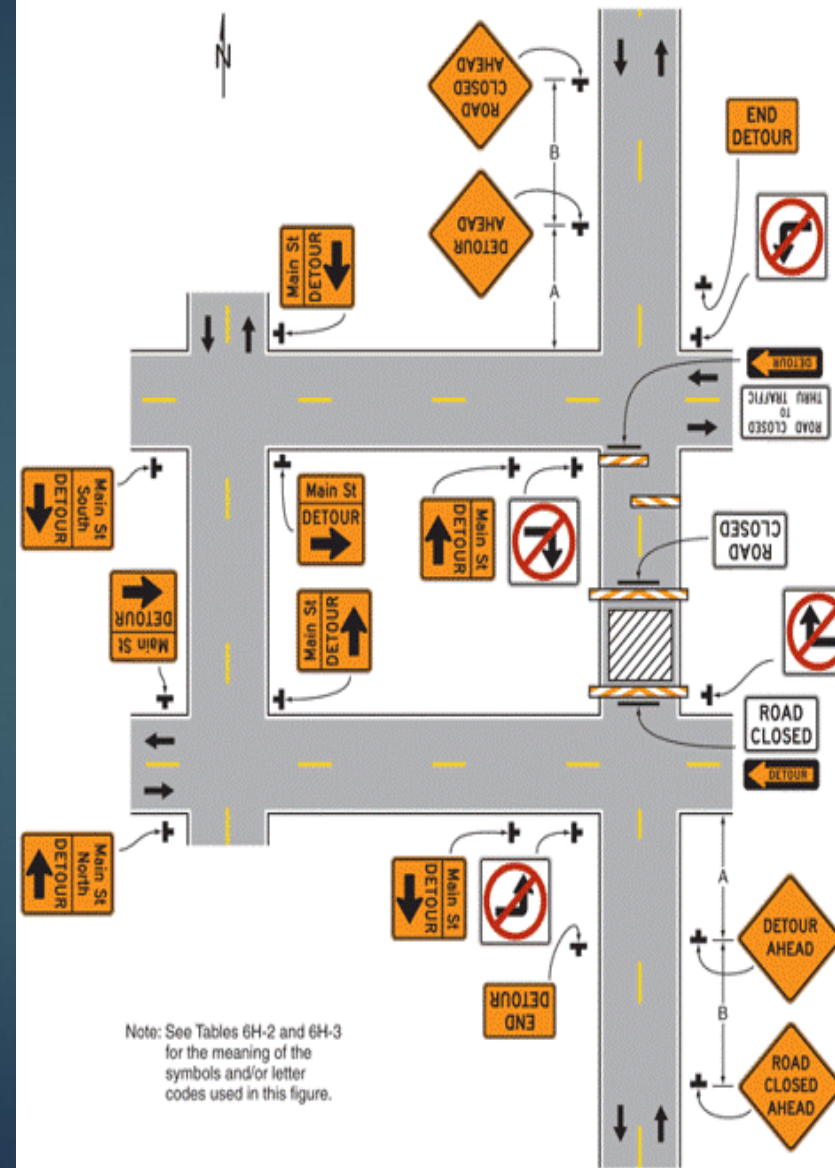 N
ROAD
CLOSED
AHEAD
B
END
DETOUR
DETOUR
AHEAD
Main St
DETOUR
A
DETOUR
ROAD CLOSED
TO
THRU TRAFFIC
Main St
South
DETOUR
Main St
DETOUR
Main St
DETOUR
ROAD
CLOSED
Main St
DETOUR
Main St
DETOUR
ROAD
CLOSED
DETOUR
Main St
North
DETOUR
Main St
DETOUR
A
DETOUR
AHEAD
END
DETOUR
B
ROAD
CLOSED
AHEAD
Note: See Tables 6H-2 and 6H-3
for the meaning of the
symbols and/or letter
codes used in this figure.